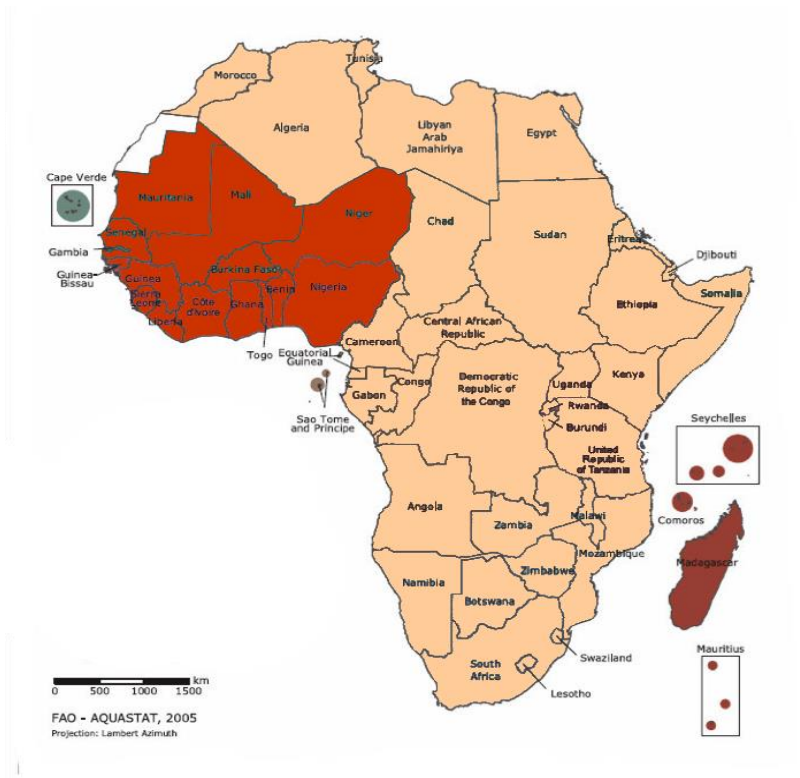 Tunisia
Morocco
Algeria
Libyan
Arab
Jamahiriya
Egypt
Cape Verde
Mauritania
Mali
Niger
Chad
Sudan
Eritrea
Djibouti
Senegal
Gambia
Guinea-
Bissau
Guinea
Burkina Faso
Benin
Nigeria
Sierra
Leone
Côte
d'Ivoire
Ghana
Liberia
Togo
Ethiopia
Somalia
Central African
Republic
Cameroon
Equatorial
Guinea
Gabon
Congo
Democratic
Republic of
the Congo
Uganda
Kenya
Rwanda
Burundi
Sao Tome
and Principe
United
Republic
of Tanzania
Seychelles
Comoros
Angola
Zambia
Malawi
Mozambique
Madagascar
Zimbabwe
Namibia
Botswana
Mauritius
South
Africa
Swaziland
Lesotho
km
0 500 1000 1500
FAO - AQUASTAT, 2005
Projection: Lambert Azimuth